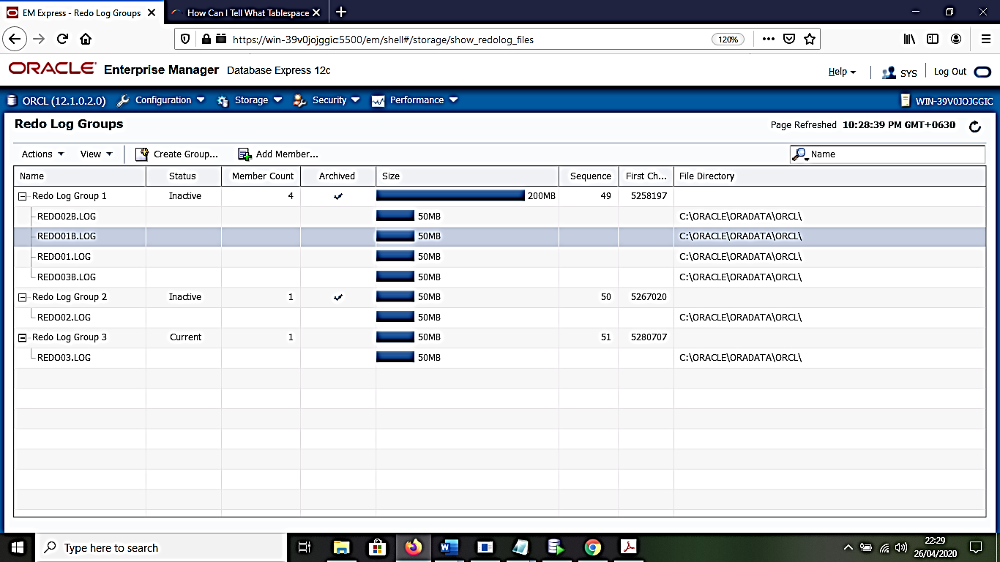 EM Express - Redo Log Groups
How Can I Tell What Tablespace
https://win-39v0jojggic:5500/em/shell#/storage/show_redolog_files
120%
ORACLE Enterprise Manager Database Express 12c
Help
SYS
Log Out
ORCL (12.1.0.2.0) Configuration Storage Security Performance
WIN-39V0JOJGGIC
Redo Log Groups
Page Refreshed 10:28:39 PM GMT+0630
Actions View Create Group... Add Member... Name
Name Status Member Count Archived Size Sequence First Ch... File Directory
Redo Log Group 1 Inactive 4 200MB 49 5258197
REDO02B.LOG 50MB C:\ORACLE\ORADATA\ORCL\
REDO01B.LOG 50MB C:\ORACLE\ORADATA\ORCL\
REDO01.LOG 50MB C:\ORACLE\ORADATA\ORCL\
REDO03B.LOG 50MB C:\ORACLE\ORADATA\ORCL\
Redo Log Group 2 Inactive 1 50MB 50 5267020
REDO02.LOG 50MB C:\ORACLE\ORADATA\ORCL\
Redo Log Group 3 Current 1 50MB 51 5280707
REDO03.LOG 50MB C:\ORACLE\ORADATA\ORCL\
Type here to search
22:29
26/04/2020